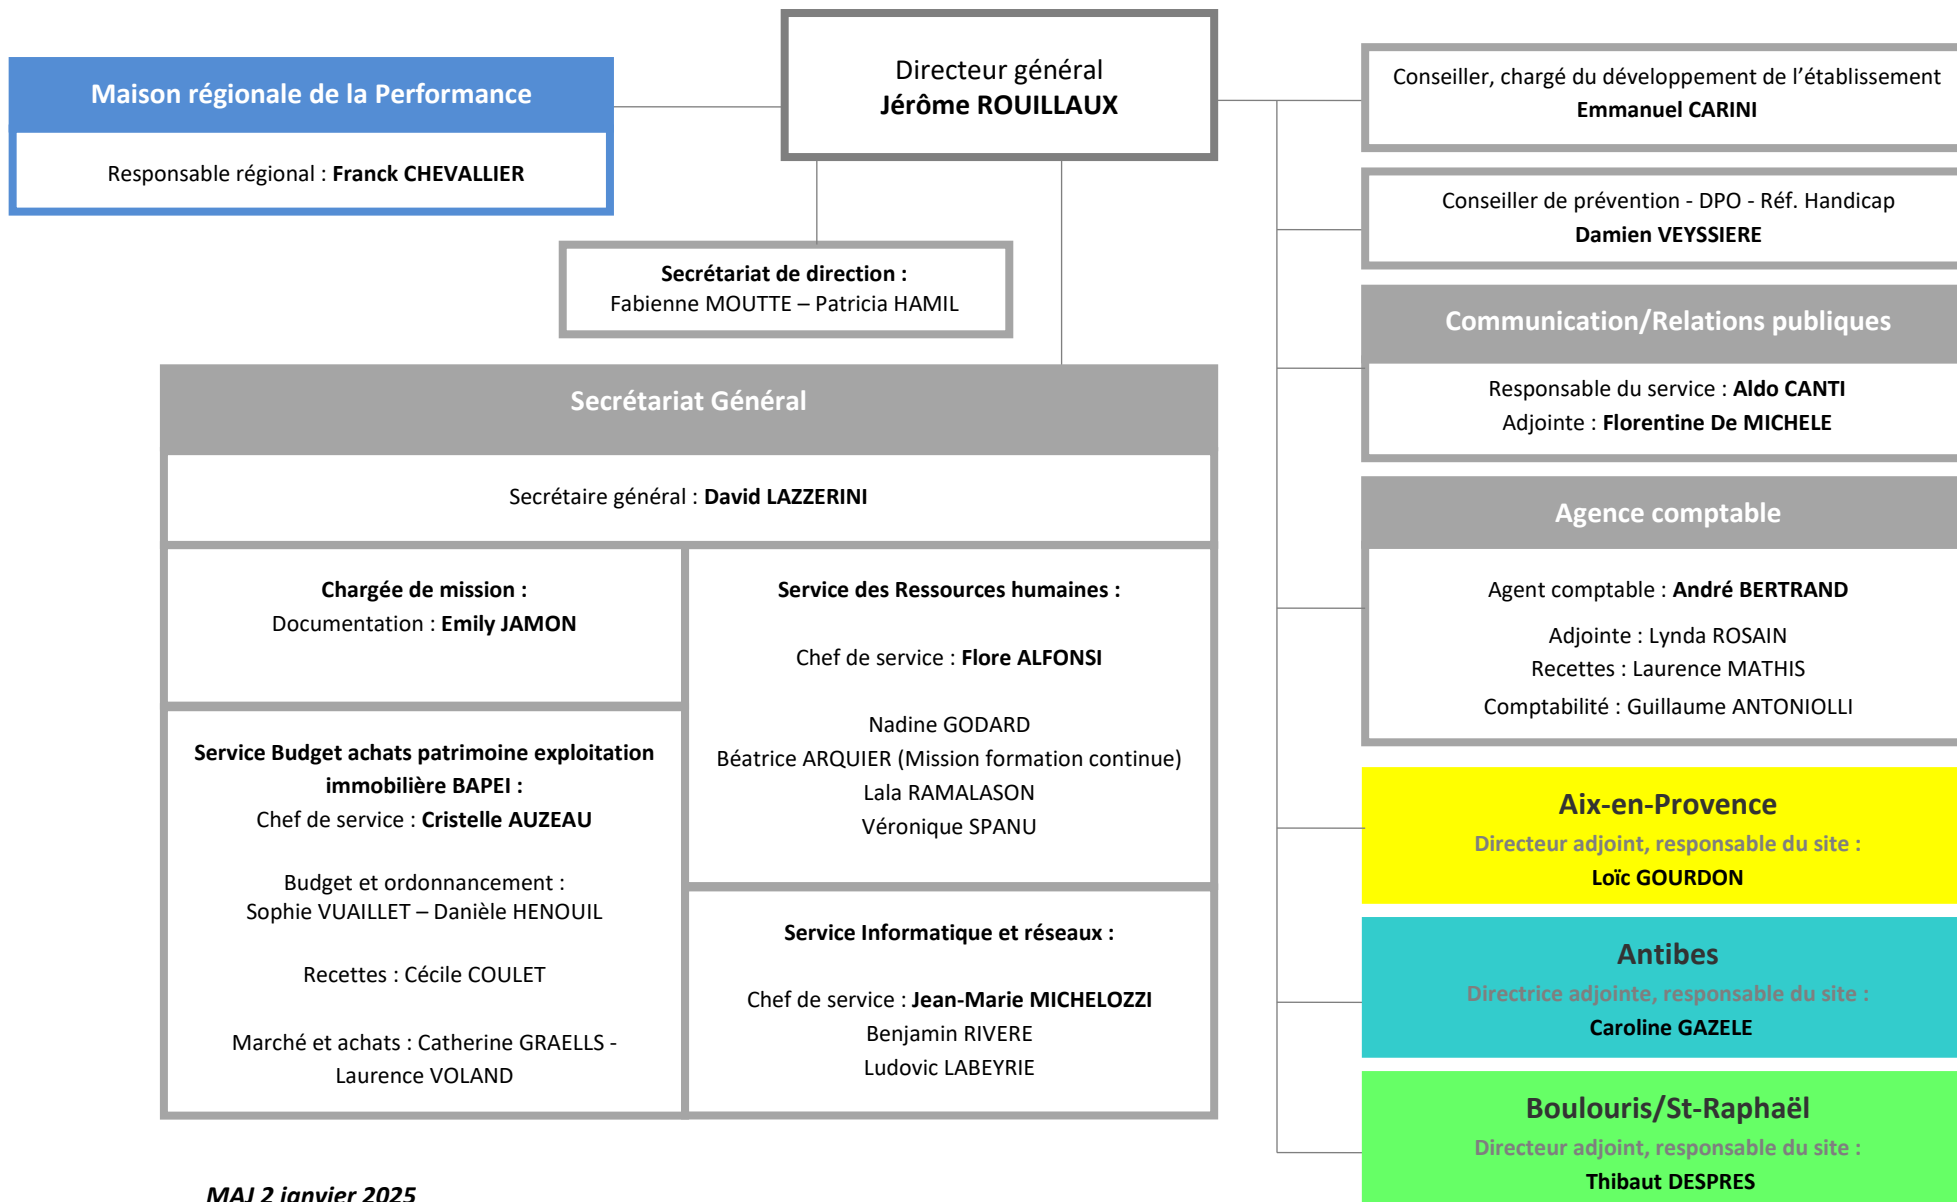 Directeur général
Jérôme ROUILLAUX
Maison régionale de la Performance
Responsable régional : Franck CHEVALLIER
Secrétariat de direction :
Fabienne MOUTTE – Patricia HAMIL
Secrétariat Général
Secrétaire général : David LAZZERINI
Chargée de mission :
Documentation : Emily JAMON
Service Budget achats patrimoine exploitation
immobilière BAPEI :
Chef de service : Cristelle AUZEAU
Budget et ordonnancement :
Sophie VUAILLET – Danièle HENOUIL
Recettes : Cécile COULET
Marché et achats : Catherine GRAELLS -
Laurence VOLAND
Service des Ressources humaines :
Chef de service : Flore ALFONSI
Nadine GODARD
Béatrice ARQUIER (Mission formation continue)
Lala RAMALASON
Véronique SPANU
Service Informatique et réseaux :
Chef de service : Jean-Marie MICHELOZZI
Benjamin RIVERE
Ludovic LABEYRIE
Conseiller, chargé du développement de l’établissement
Emmanuel CARINI
Conseiller de prévention - DPO - Réf. Handicap
Damien VEYSSIERE
Communication/Relations publiques
Responsable du service : Aldo CANTI
Adjointe : Florentine De MICHELE
Agence comptable
Agent comptable : André BERTRAND
Adjointe : Lynda ROSAIN
Recettes : Laurence MATHIS
Comptabilité : Guillaume ANTONIOLLI
Aix-en-Provence
Directeur adjoint, responsable du site :
Loïc GOURDON
Antibes
Directrice adjointe, responsable du site :
Caroline GAZELE
Boulouris/St-Raphaël
Directeur adjoint, responsable du site :
Thibaut DESPRES
MAJ 2 janvier 2025